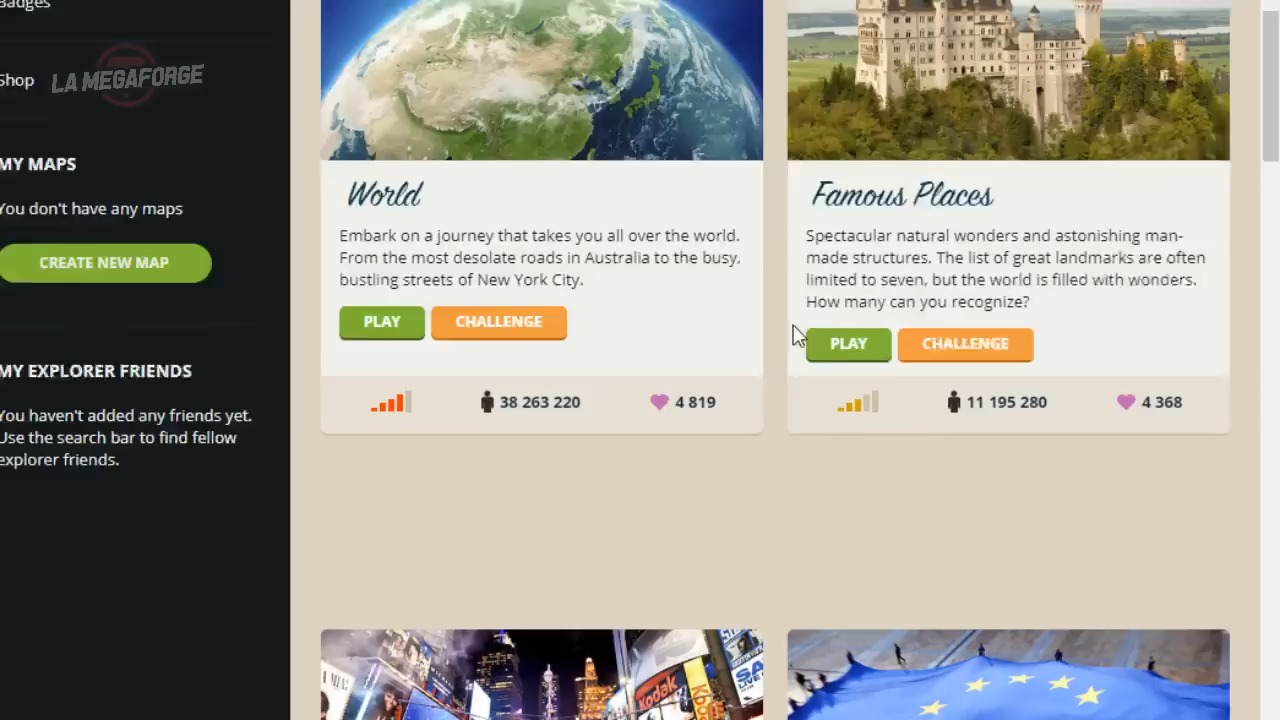 Badges
Shop
LA MEGAFORGE
MY MAPS
You don't have any maps
CREATE NEW MAP
MY EXPLORER FRIENDS
You haven't added any friends yet.
Use the search bar to find fellow
explorer friends.
World
Embark on a journey that takes you all over the world.
From the most desolate roads in Australia to the busy,
bustling streets of New York City.
PLAY
CHALLENGE
38 263 220
4 819
Famous Places
Spectacular natural wonders and astonishing man-
made structures. The list of great landmarks are often
limited to seven, but the world is filled with wonders.
How many can you recognize?
PLAY
CHALLENGE
11 195 280
4 368
Kodak